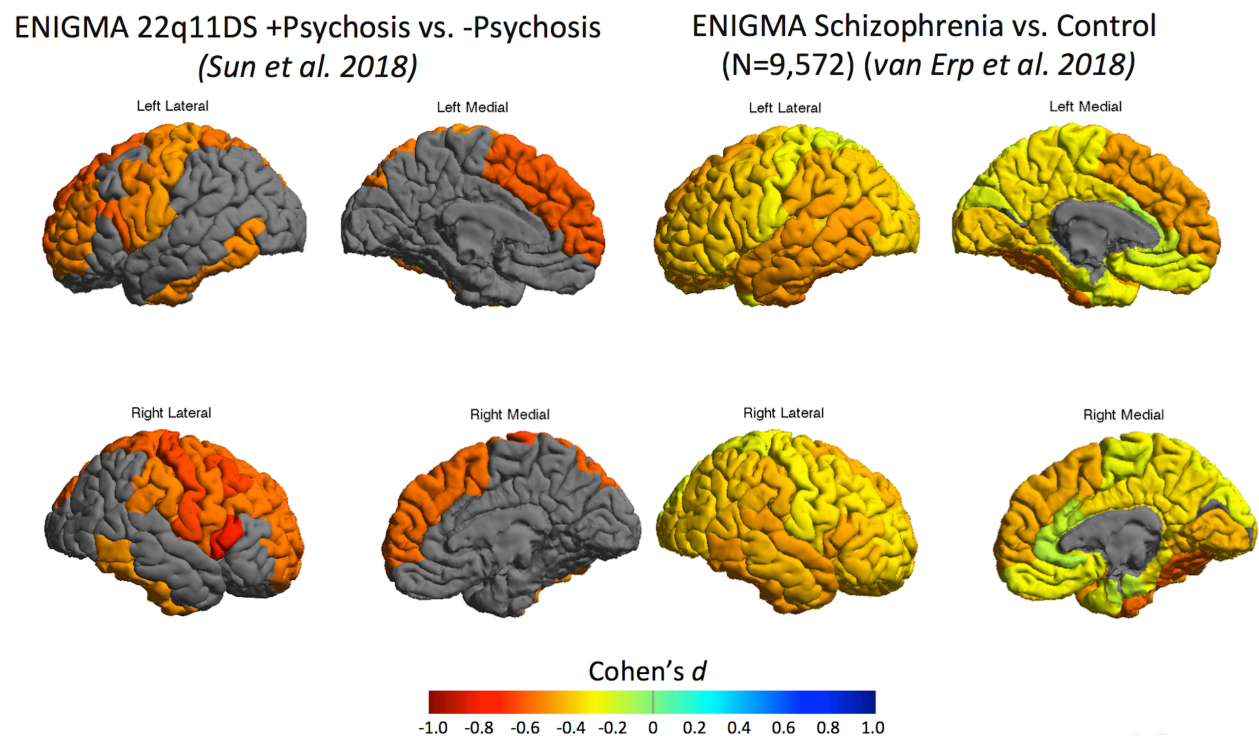 ENIGMA 22q11DS +Psychosis vs. -Psychosis
(Sun et al. 2018)
ENIGMA Schizophrenia vs. Control
(N=9,572) (van Erp et al. 2018)
Left Lateral
Left Medial
Left Lateral
Left Medial
Right Lateral
Right Medial
Right Lateral
Right Medial
Cohen’s d
-1.0 -0.8 -0.6 -0.4 -0.2 0 0.2 0.4 0.6 0.8 1.0